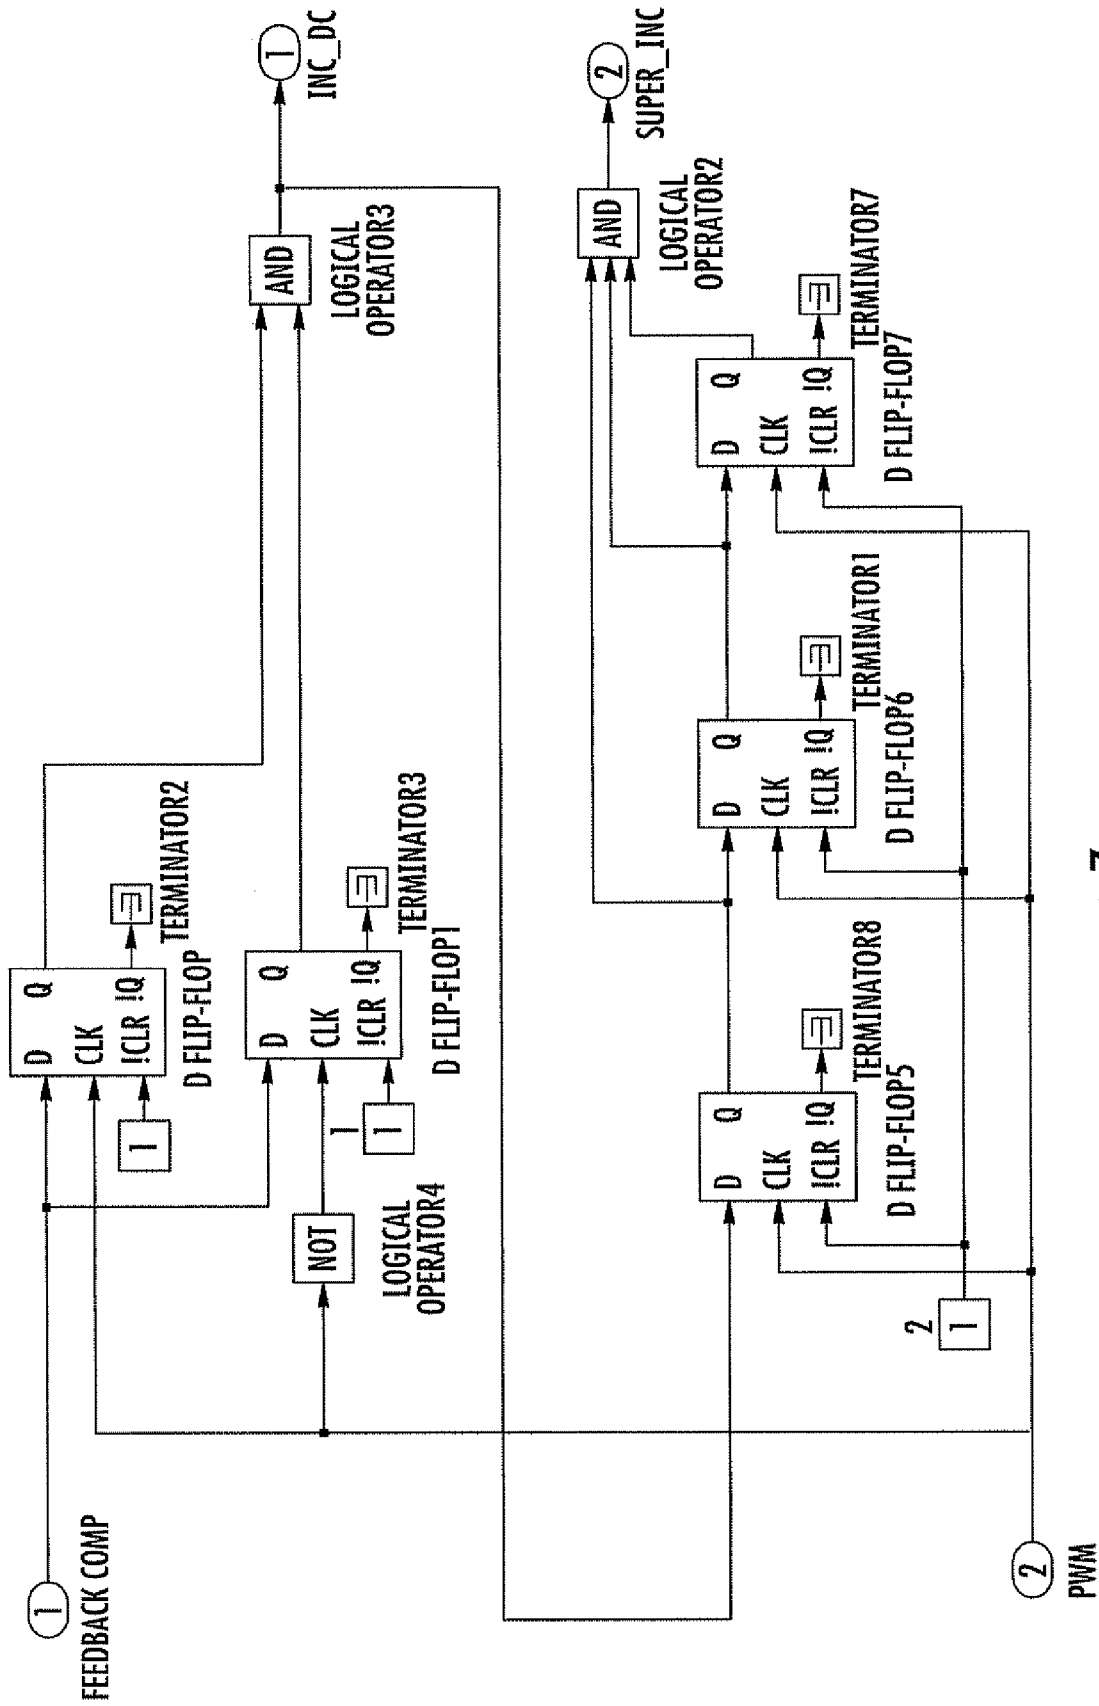 1
FEEDBACK COMP
D Q
CLK
!CLR !Q
1
TERMINATOR2
D FLIP-FLOP
D Q
CLK
!CLR !Q
1
1
TERMINATOR3
D FLIP-FLOP1
NOT
LOGICAL
OPERATOR4
AND
LOGICAL
OPERATOR3
1
INC_DC
AND
LOGICAL
OPERATOR2
2
SUPER_INC
D Q
CLK
!CLR !Q
TERMINATOR8
D FLIP-FLOP5
D Q
CLK
!CLR !Q
TERMINATOR1
D FLIP-FLOP6
D Q
CLK
!CLR !Q
TERMINATOR7
D FLIP-FLOP7
2
1
2
PWM